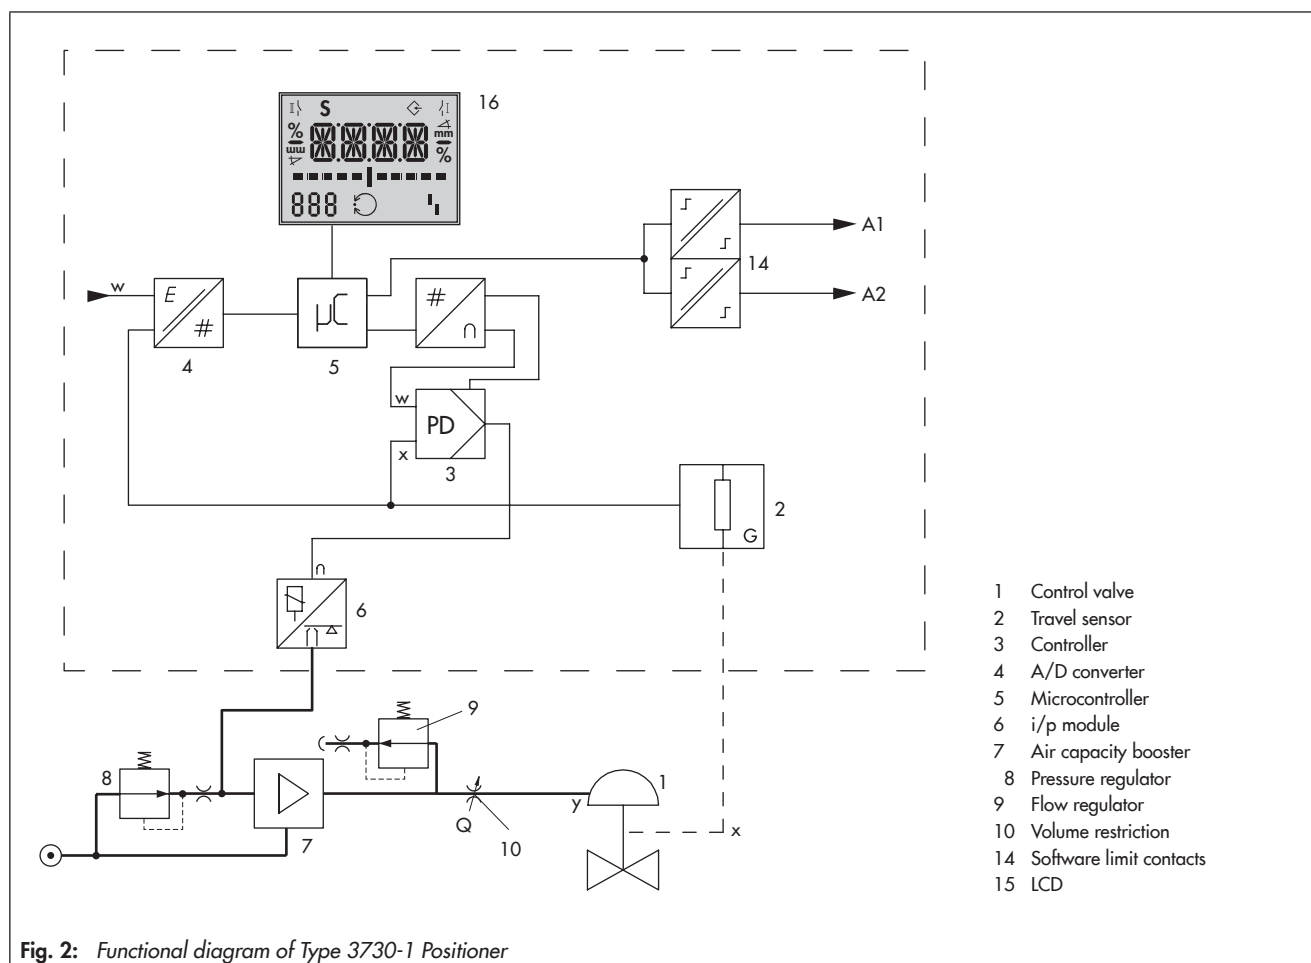 16
S
%
mm
mm
%
888
A1
14
A2
w
E
#
4
µC
5
#
∩
w
PD
x
3
2
G
∩
6
9
8
7
Q
10
y
1
x
1 Control valve
2 Travel sensor
3 Controller
4 A/D converter
5 Microcontroller
6 i/p module
7 Air capacity booster
8 Pressure regulator
9 Flow regulator
10 Volume restriction
14 Software limit contacts
15 LCD
Fig. 2: Functional diagram of Type 3730-1 Positioner